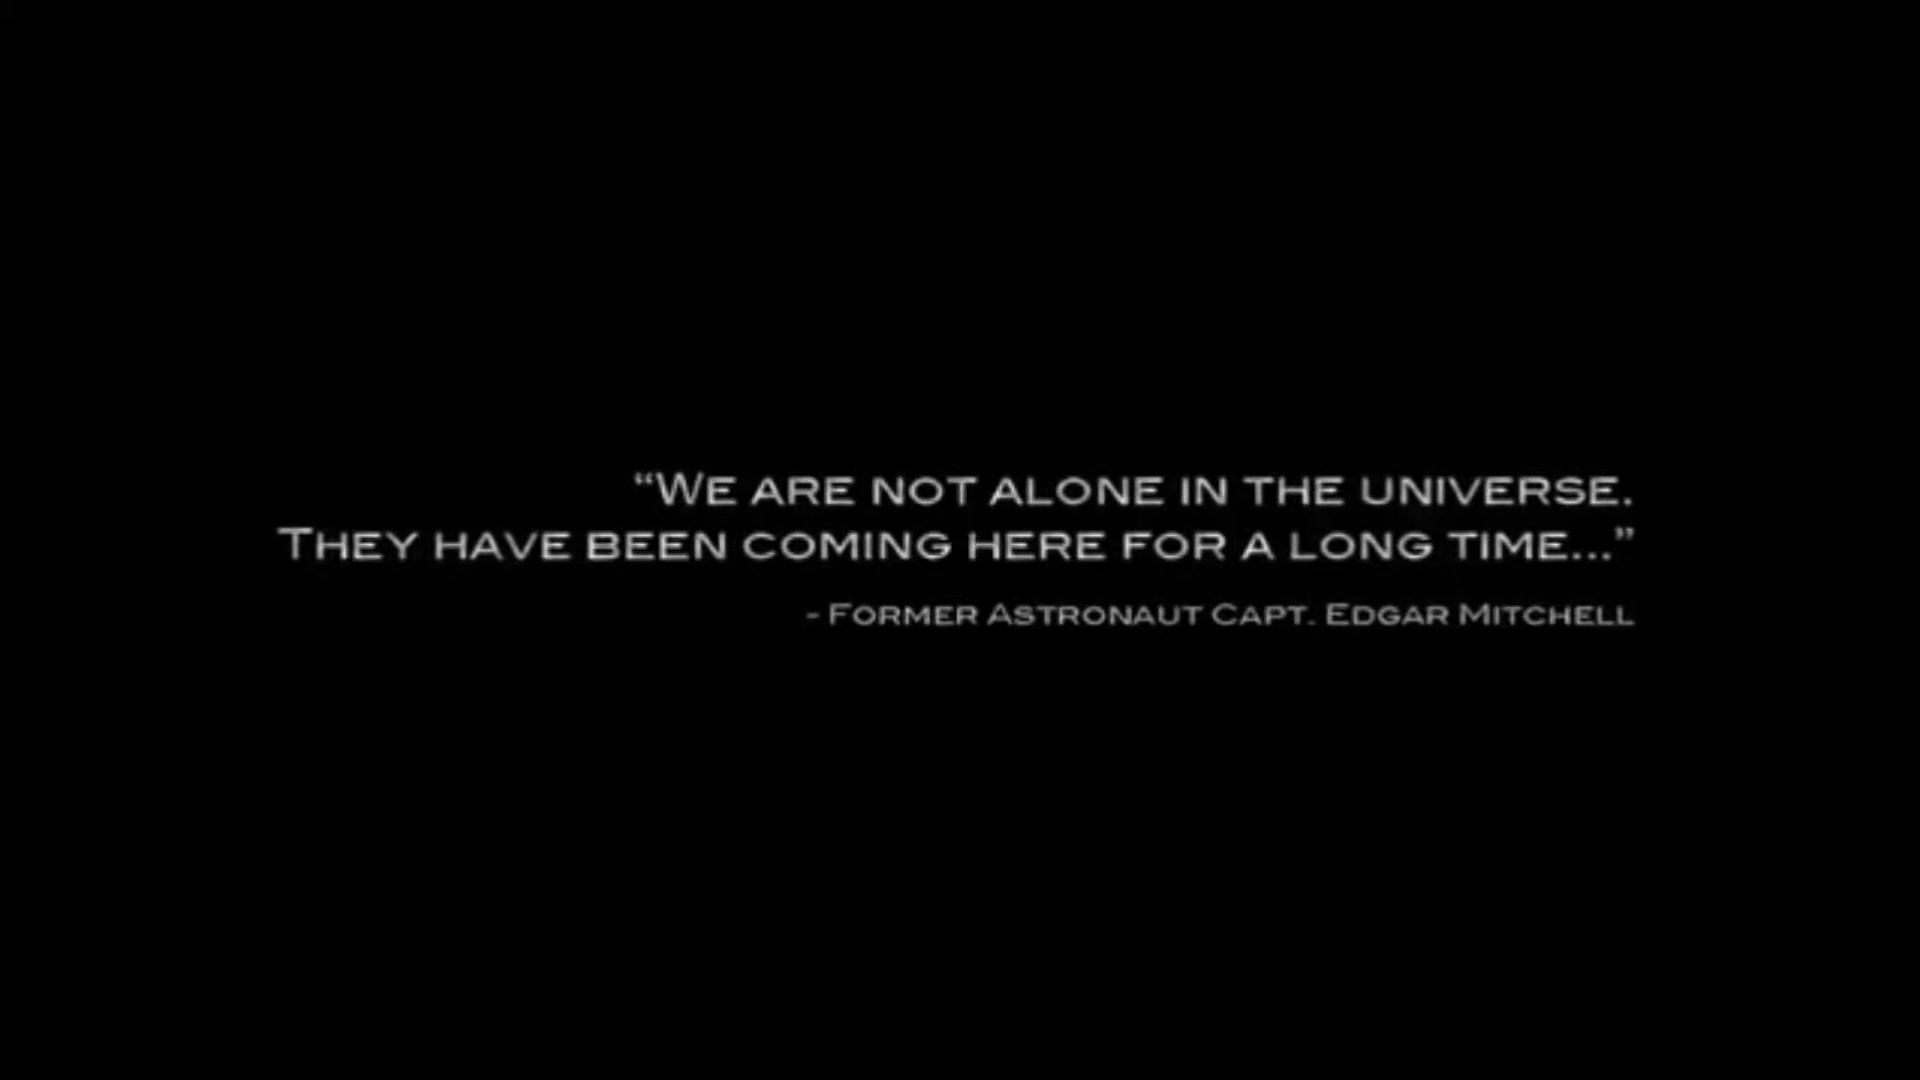 “We are not alone in the universe.
They have been coming here for a long time...”
- Former Astronaut Capt. Edgar Mitchell